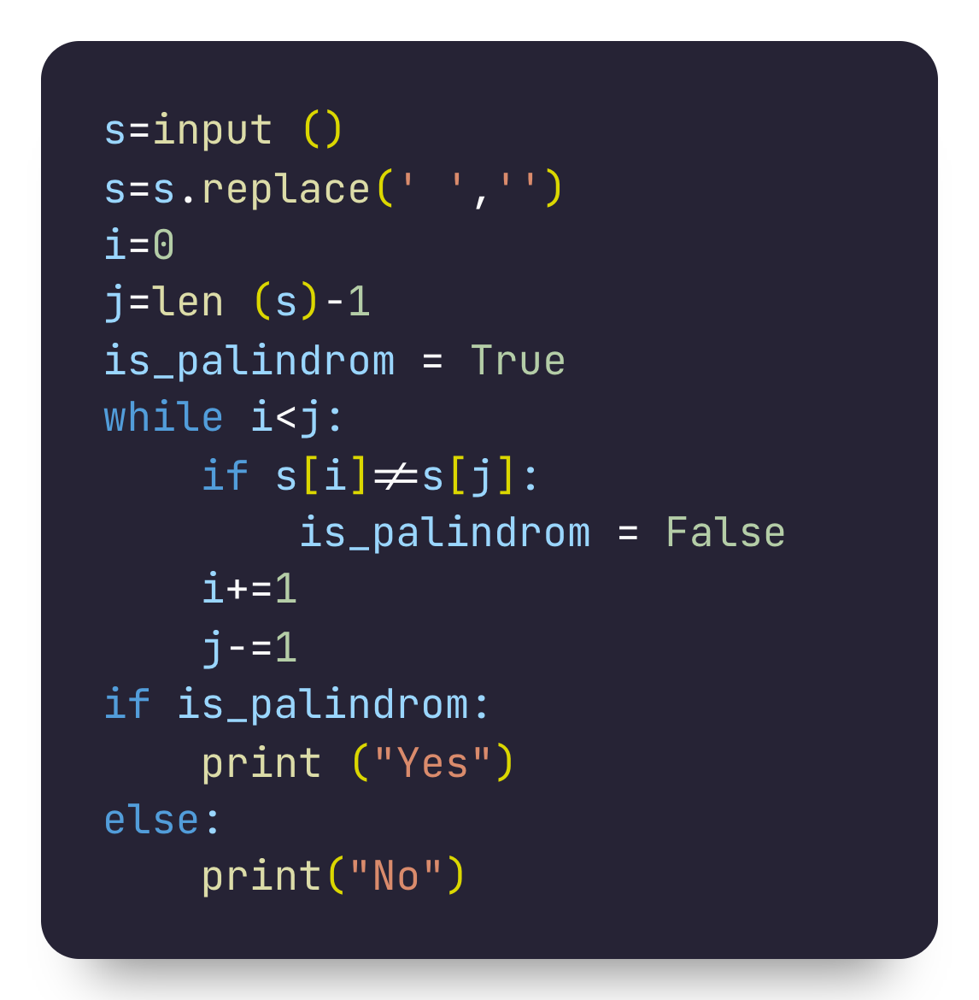 s=input ()
s=s.replace(' ','')
i=0
j=len (s)-1
is_palindrom = True
while i<j:
    if s[i]!=s[j]:
        is_palindrom = False
    i+=1
    j-=1
if is_palindrom:
    print ("Yes")
else:
    print("No")